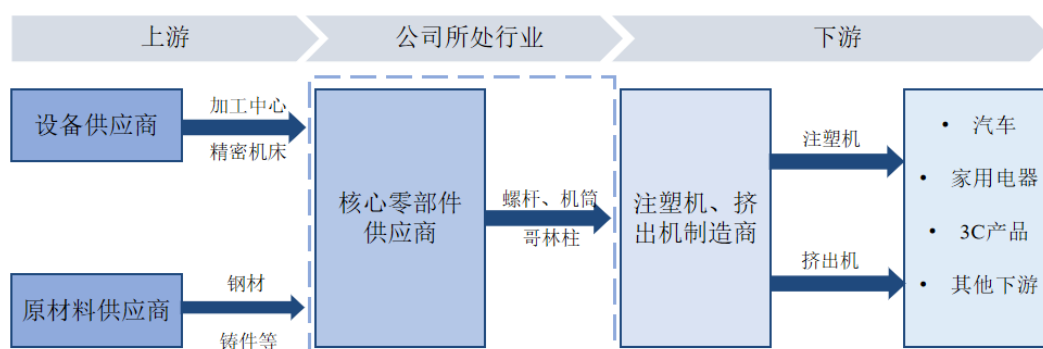 上游
公司所处行业
下游
设备供应商
加工中心
精密机床
原材料供应商
钢材
铸件等
核心零部件
供应商
螺杆、机筒
哥林柱
注塑机、挤
出机制造商
注塑机
挤出机
• 汽车
• 家用电器
• 3C产品
• 其他下游